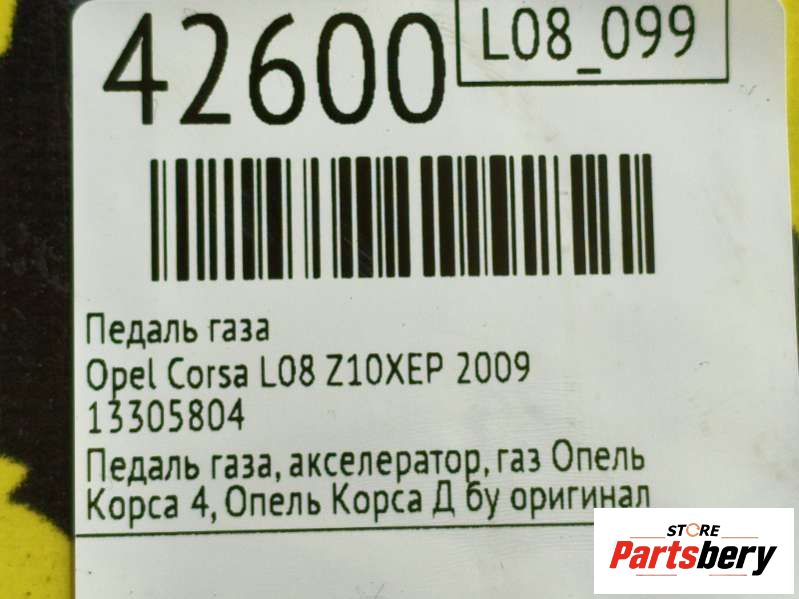 42600
L08_099
Педаль газа
Opel Corsa L08 Z10XEP 2009
13305804
Педаль газа, акселератор, газ Опель
Корса 4, Опель Корса Д бу оригинал
STORE
Partsbery